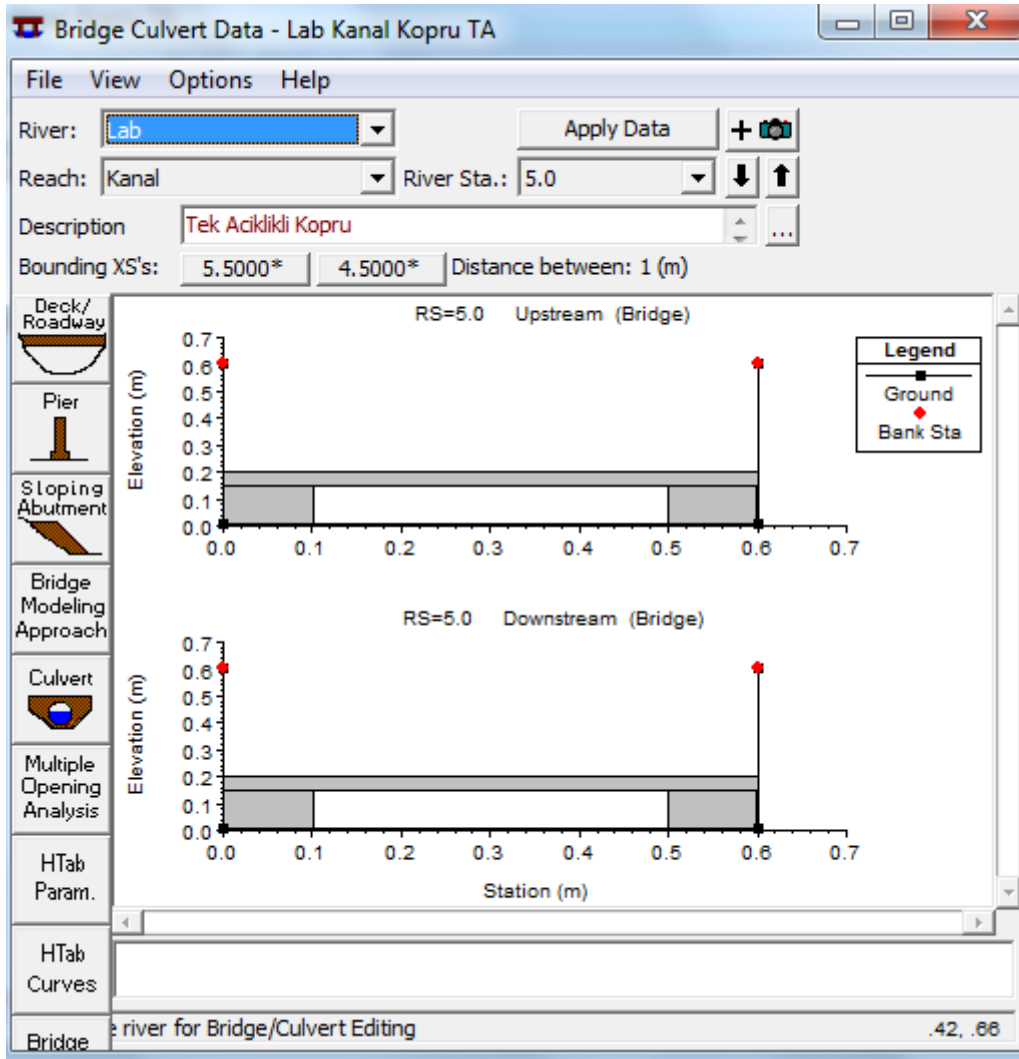 Bridge Culvert Data - Lab Kanal Kopru TA
File View Options Help
River: Lab Apply Data +
Reach: Kanal River Sta.: 5.0
Description Tek Aciklikli Kopru ...
Bounding XS's: 5.5000* 4.5000* Distance between: 1 (m)
Deck/
Roadway
Pier
Sloping
Abutment
Bridge
Modeling
Approach
Culvert
Multiple
Opening
Analysis
HTab
Param.
HTab
Curves
Bridge
RS=5.0 Upstream (Bridge)
Elevation (m)
0.7
0.6
0.5
0.4
0.3
0.2
0.1
0.0
0.0 0.1 0.2 0.3 0.4 0.5 0.6 0.7
Legend
Ground
Bank Sta
RS=5.0 Downstream (Bridge)
Elevation (m)
0.7
0.6
0.5
0.4
0.3
0.2
0.1
0.0
0.0 0.1 0.2 0.3 0.4 0.5 0.6 0.7
Station (m)
river for Bridge/Culvert Editing .42, .66